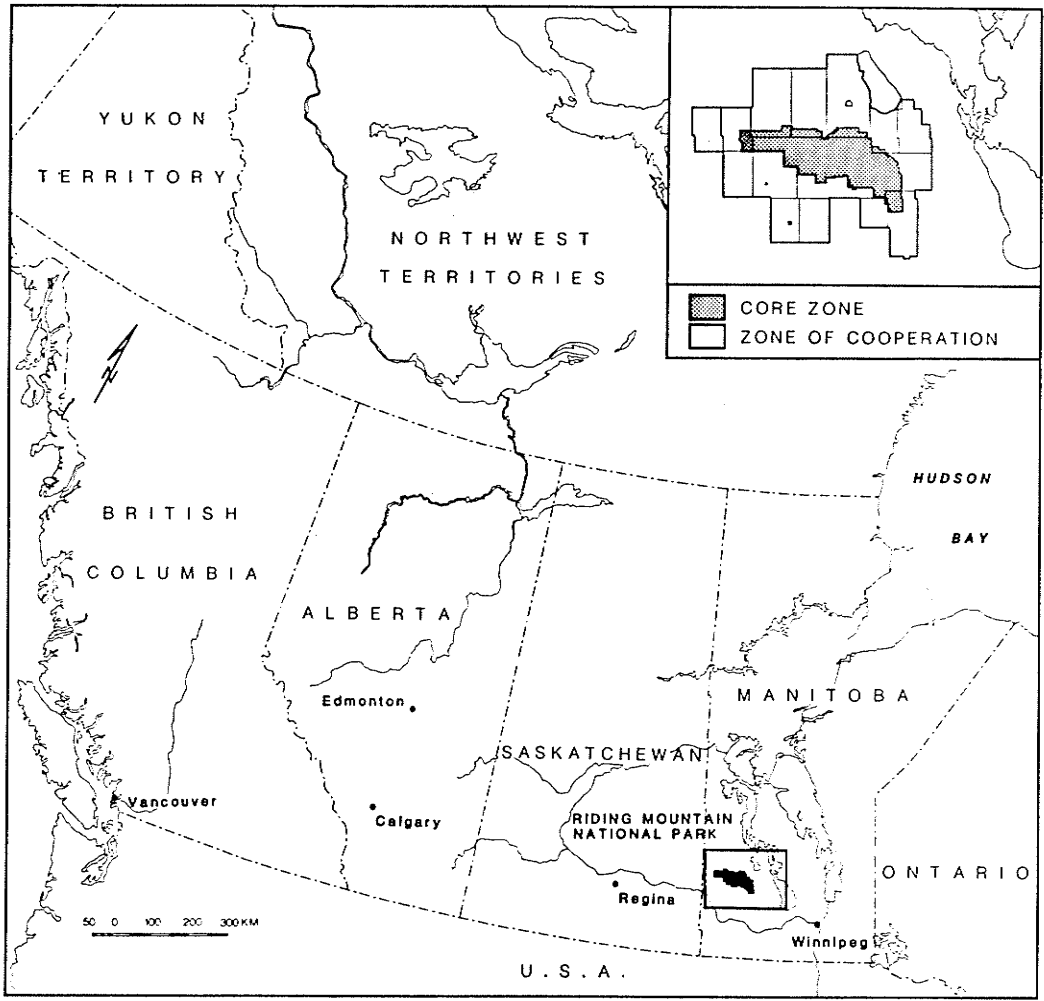 YUKON
TERRITORY
NORTHWEST
TERRITORIES
CORE ZONE
ZONE OF COOPERATION
N
HUDSON
BAY
BRITISH
COLUMBIA
ALBERTA
MANITOBA
Edmonton
SASKATCHEWAN
Vancouver
Calgary
RIDING MOUNTAIN
NATIONAL PARK
ONTARIO
Regina
50 0 100 200 300 KM
Winnipeg
U.S.A.